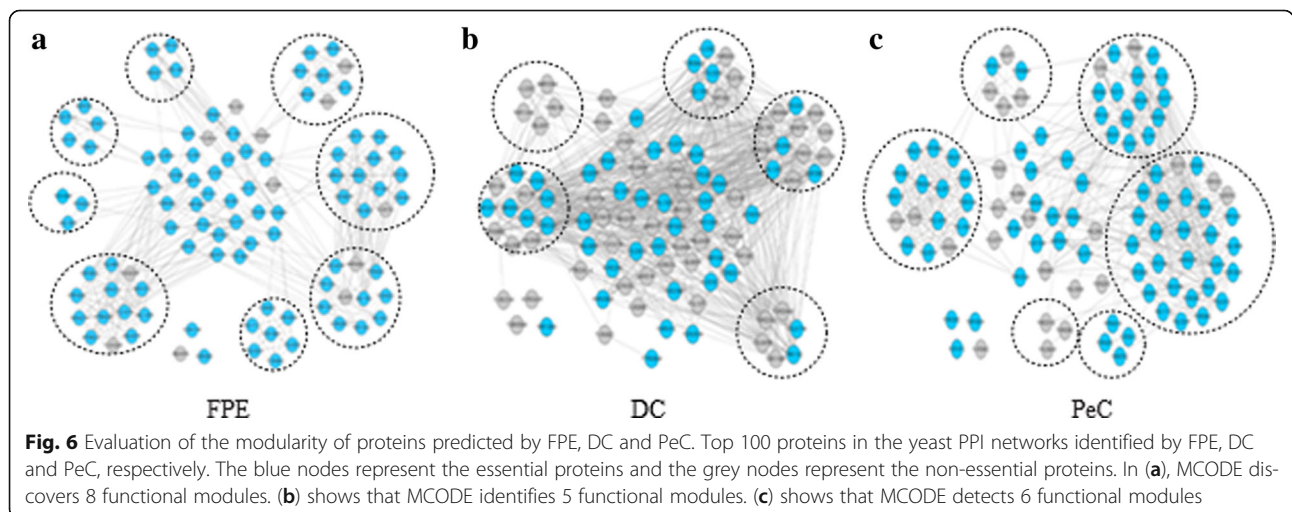 a
b
c
FPE
DC
PeC
Fig. 6 Evaluation of the modularity of proteins predicted by FPE, DC and PeC. Top 100 proteins in the yeast PPI networks identified by FPE, DC
and PeC, respectively. The blue nodes represent the essential proteins and the grey nodes represent the non-essential proteins. In (a), MCODE dis-
covers 8 functional modules. (b) shows that MCODE identifies 5 functional modules. (c) shows that MCODE detects 6 functional modules